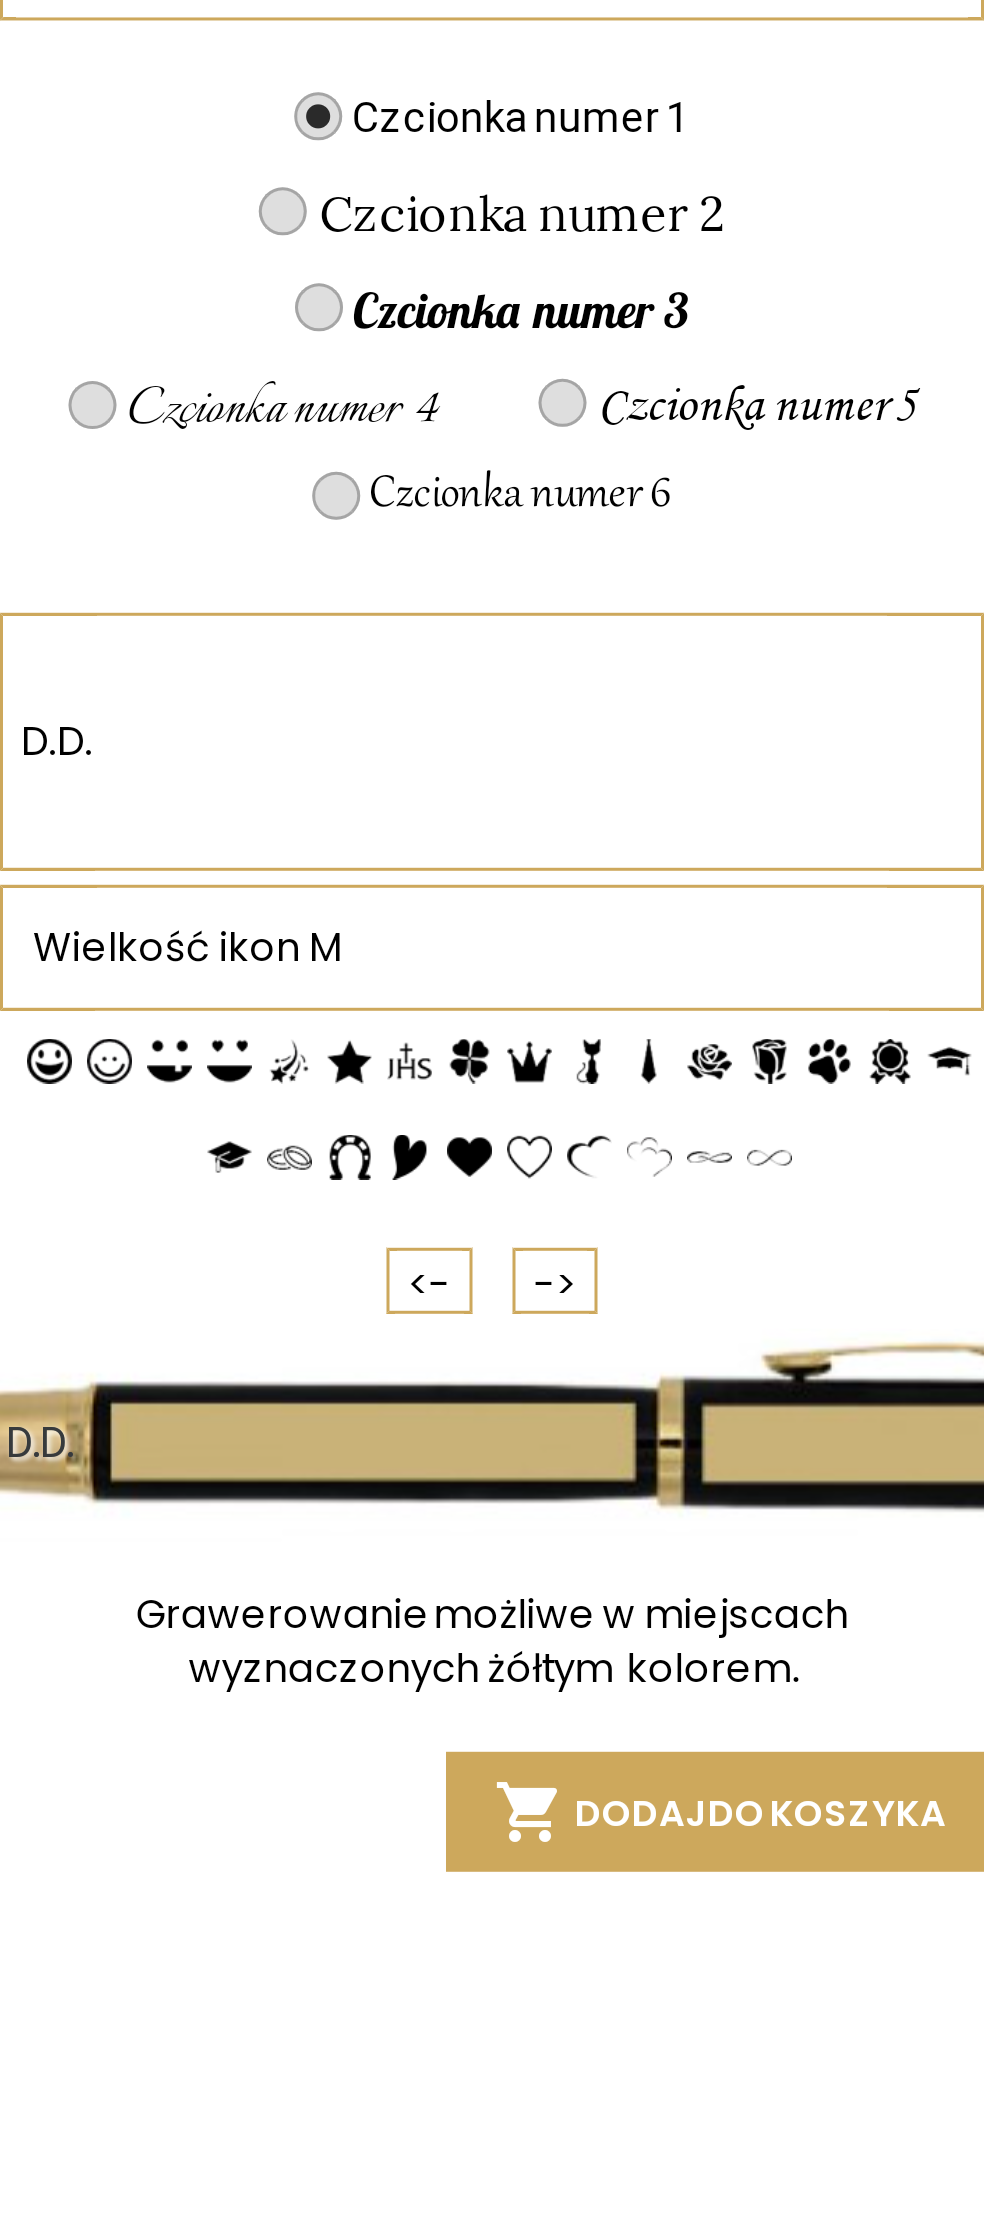 Czcionka numer 1
Czcionka numer 2
Czcionka numer 3
Czcionka numer 4 Czcionka numer 5
Czcionka numer 6
D.D.
Wielkość ikon M
JHS
<- ->
D.D.
Grawerowanie możliwe w miejscach
wyznaczonych żółtym kolorem.
DODAJ DO KOSZYKA